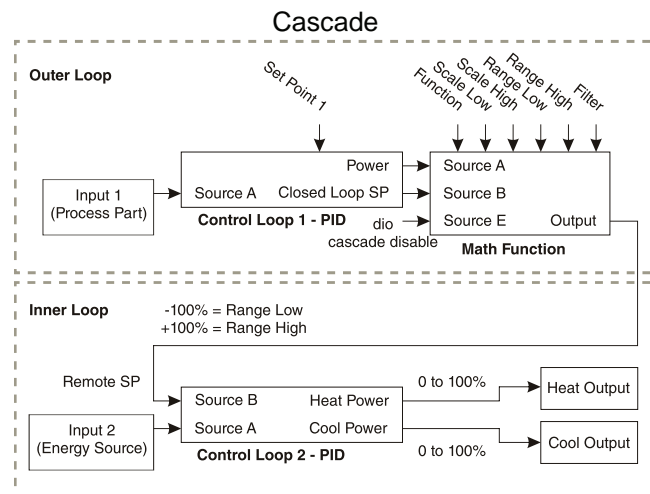 Cascade
Outer Loop
Set Point 1
Function
Scale Low
Scale High
Range Low
Range High
Filter
Input 1
(Process Part)
Source A
Power
Closed Loop SP
Control Loop 1 - PID
dio
cascade disable
Source A
Source B
Source E
Output
Math Function
Inner Loop
-100% = Range Low
+100% = Range High
Remote SP
Input 2
(Energy Source)
Source B
Source A
Heat Power
Cool Power
Control Loop 2 - PID
0 to 100%
0 to 100%
Heat Output
Cool Output